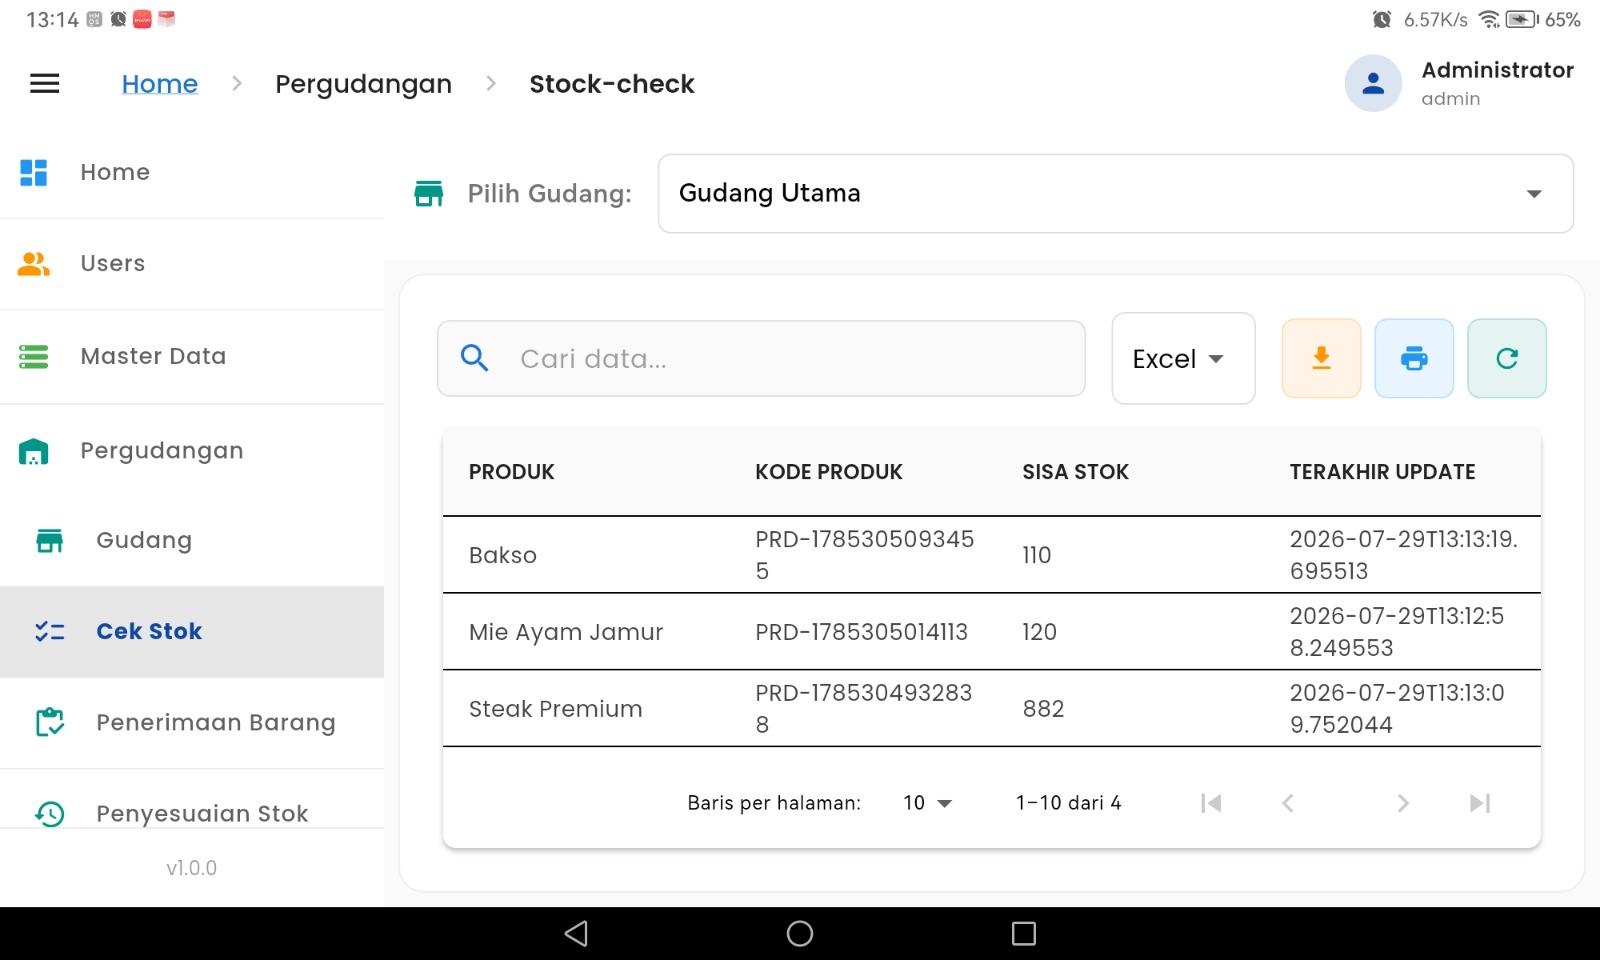 13:14
6.57K/s
65%
Home
Pergudangan
Stock-check
Administrator
admin
Home
Users
Master Data
Pergudangan
Gudang
Cek Stok
Penerimaan Barang
Penyesuaian Stok
v1.0.0
Pilih Gudang:
Gudang Utama
Cari data...
Excel
PRODUK KODE PRODUK SISA STOK TERAKHIR UPDATE
Bakso
PRD-178530509345
5
110
2026-07-29T13:13:19.
695513
Mie Ayam Jamur
PRD-1785305014113
120
2026-07-29T13:12:5
8.249553
Steak Premium
PRD-178530493283
8
882
2026-07-29T13:13:0
9.752044
Baris per halaman: 10 1-10 dari 4